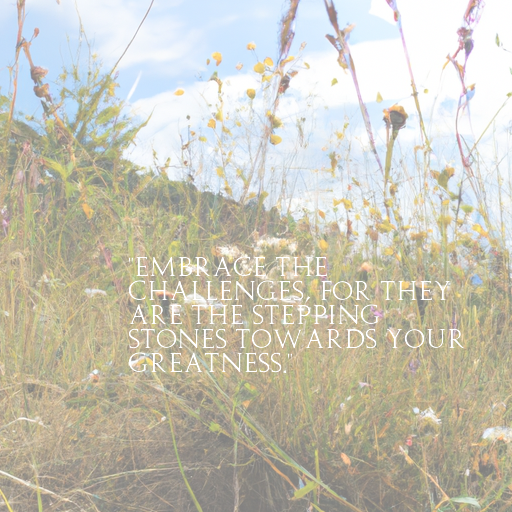 "EMBRACE THE
CHALLENGES, FOR THEY
ARE THE STEPPING
STONES TOWARDS YOUR
GREATNESS."